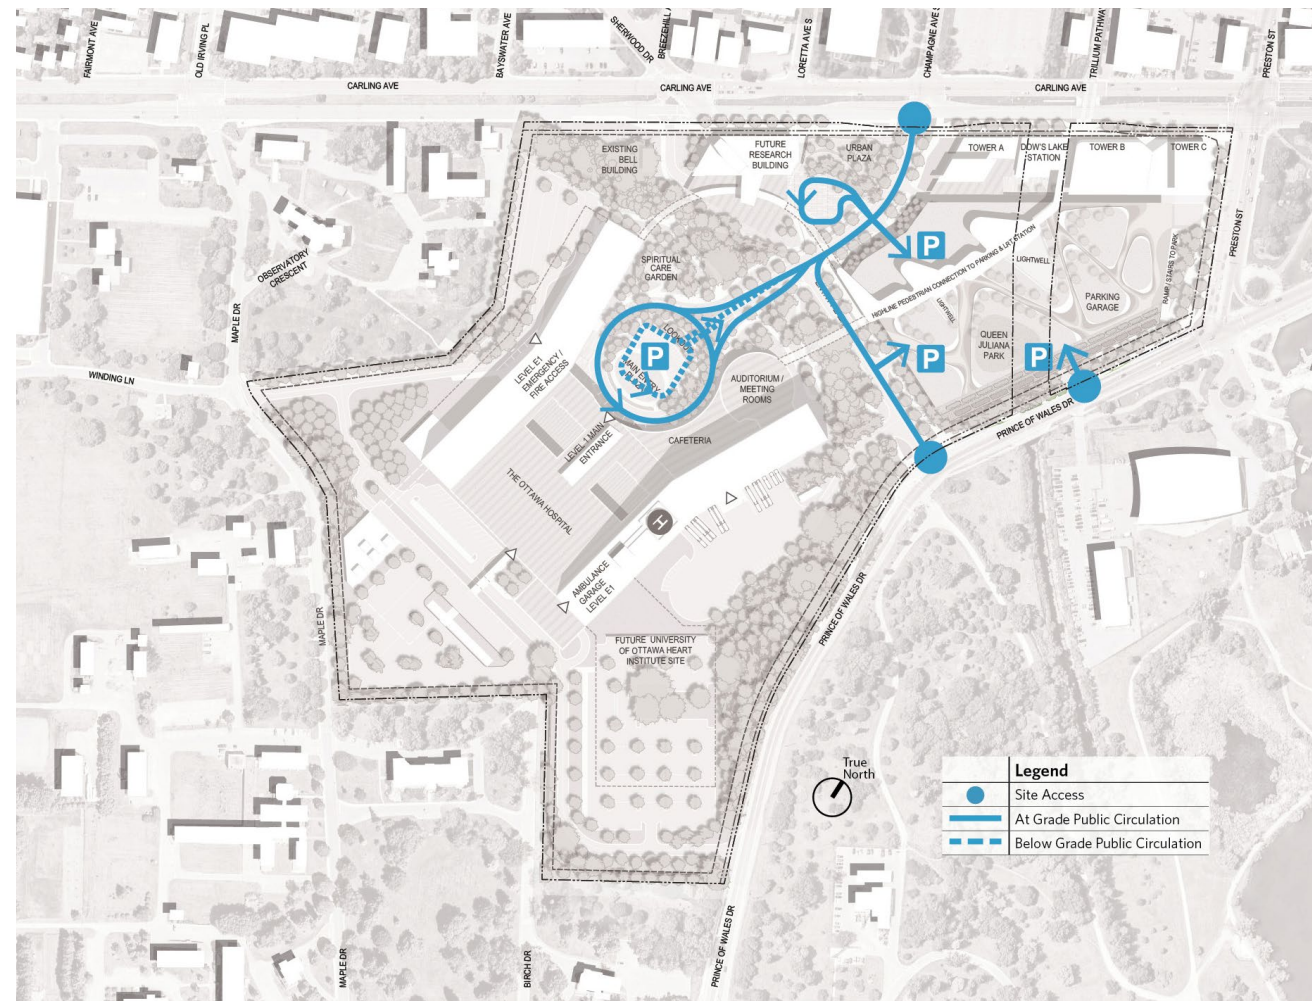 FAIRMONT AVE
OLD IRVING PL
BAYSWATER AVE
SHERWOOD DR
LORETTA AVE S
CHAMPAGNE AVE S
TRILLIUM PATHWAY
PRESTON ST
CARLING AVE
CARLING AVE
CARLING AVE
EXISTING
BELL
BUILDING
FUTURE
RESEARCH
BUILDING
URBAN
PLAZA
TOWER A
DOW'S LAKE
STATION
TOWER B
TOWER C
PRESTON ST
OBSERVATORY
CRESCENT
MAPLE DR
WINDING LN
SPIRITUAL
CARE
GARDEN
P
HIGHLINE PEDESTRIAN CONNECTION TO PARKING & LRT STATION
LIGHTWELL
LIGHTWELL
PARKING
GARAGE
RAMP / STAIRS TO PARK
QUEEN
JULIANA
PARK
P
P
P
MAIN ENTRY
LEVEL E1
EMERGENCY /
FIRE ACCESS
AUDITORIUM /
MEETING
ROOMS
CAFETERIA
LEVEL 1 MAIN
ENTRANCE
THE OTTAWA HOSPITAL
H
AMBULANCE
GARAGE
LEVEL E1
PRINCE OF WALES DR
PRINCE OF WALES DR
MAPLE DR
FUTURE UNIVERSITY
OF OTTAWA HEART
INSTITUTE SITE
True
North
Legend
Site Access
At Grade Public Circulation
Below Grade Public Circulation
MAPLE DR
BIRCH DR
PRINCE OF WALES DR